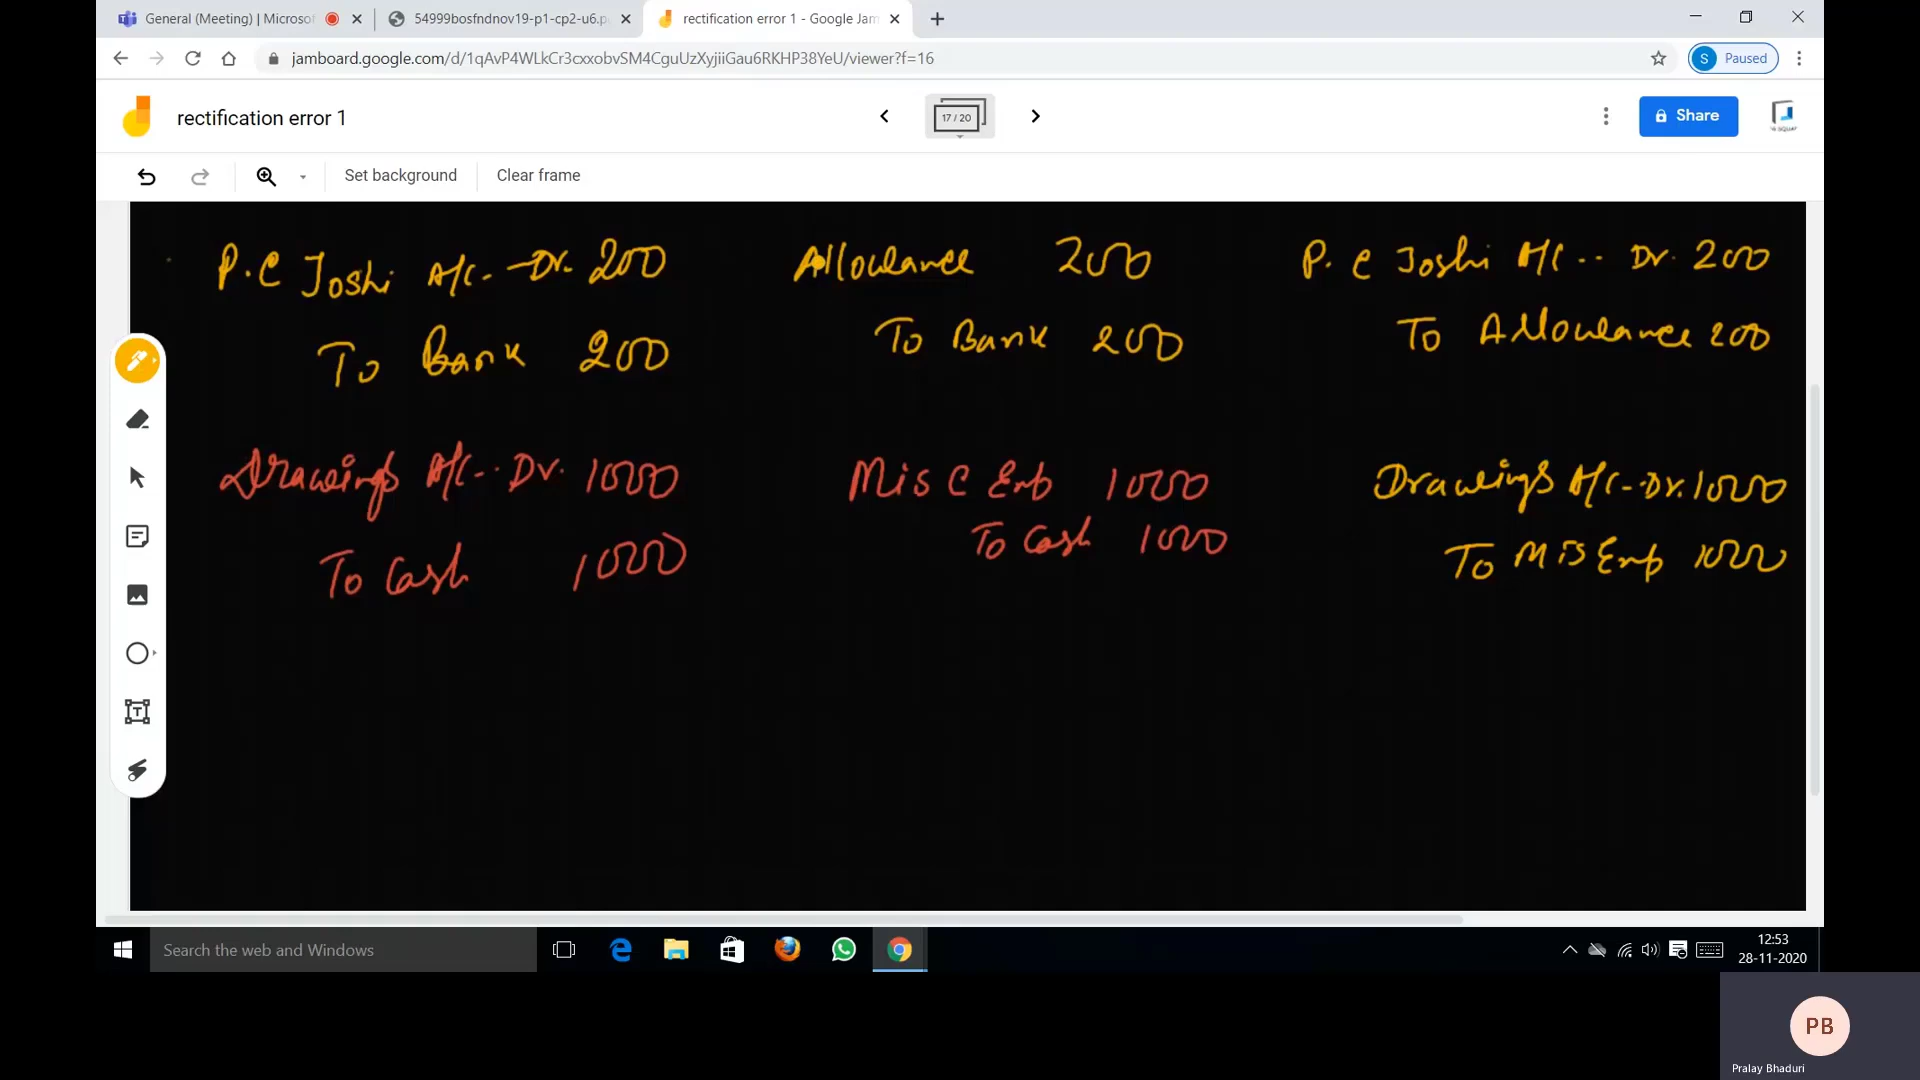 General (Meeting) | Microso
54999bosfndnov19-p1-cp2-u6.p
rectification error 1 - Google Jam
jamboard.google.com/d/1qAvP4WLkCr3cxxobvSM4CguUzXyjiiGau6RKHP38YeU/viewer?f=16
S Paused
rectification error 1
17 / 20
Share
Set background
Clear frame
P.C Joshi A/c. - Dr. 200
To Bank 200
Allowance 200
To Bank 200
P. C Joshi A/c -- Dr. 200
To Allowance 200
Drawings A/c -- Dr. 1000
To Cash 1000
Misc Exp 1000
To Cash 1000
Drawings A/c -- Dr. 1000
To Mis Exp 1000
Search the web and Windows
12:53
28-11-2020
PB
Pralay Bhaduri